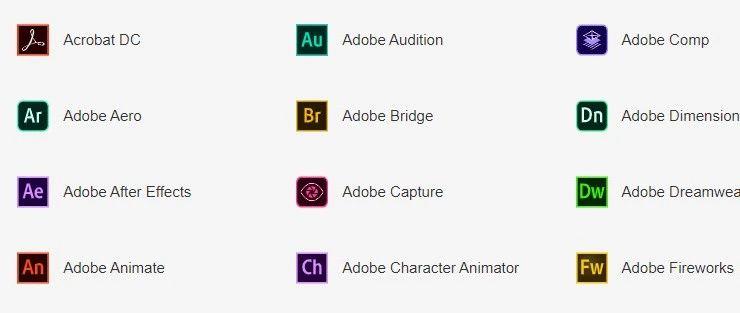 Acrobat DC
Au Adobe Audition
Adobe Comp
Ar Adobe Aero
Br Adobe Bridge
Dn Adobe Dimension
Ae Adobe After Effects
Adobe Capture
Dw Adobe Dreamwea
An Adobe Animate
Ch Adobe Character Animator
Fw Adobe Fireworks